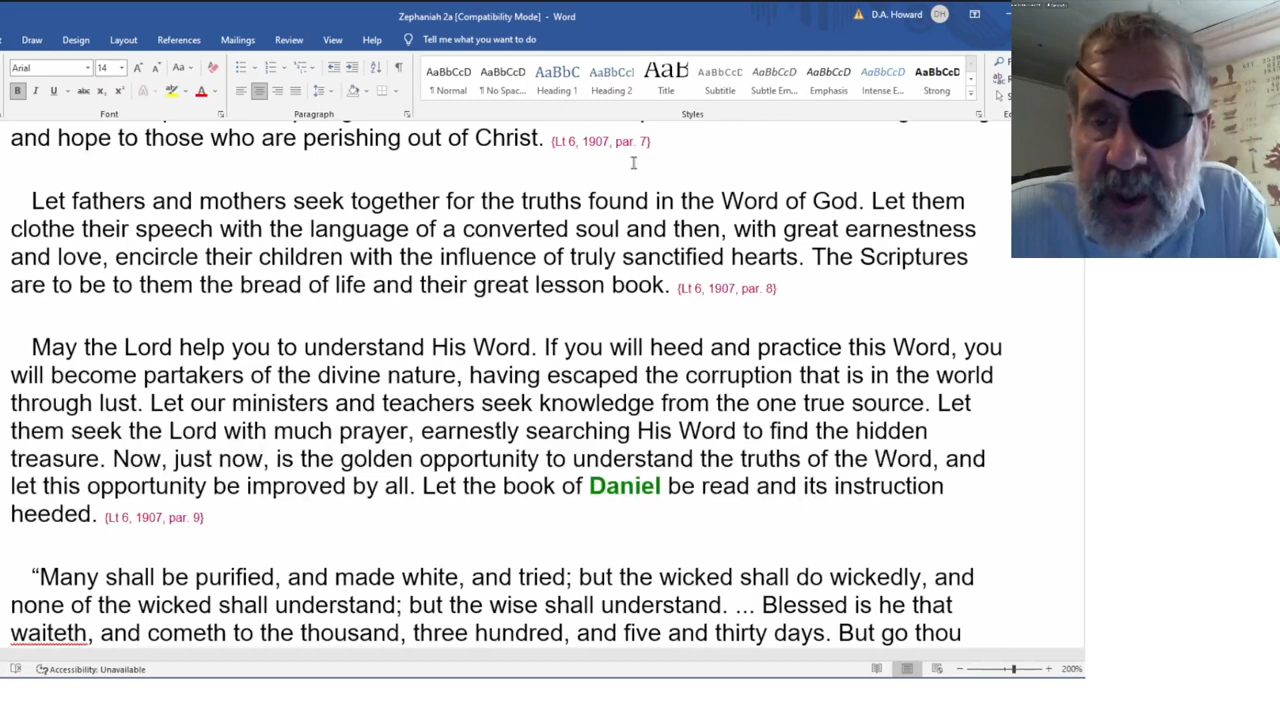 Zephaniah 2a [Compatibility Mode] - Word
D.A. Howard
DH
Draw Design Layout References Mailings Review View Help Tell me what you want to do
Arial 14 Aa
AaBbCcD AaBbCcD AaBbC AaBbCcl AaB AaBbCcD AaBbCcD AaBbCcD AaBbCcD AaBbCcD
¶ Normal ¶ No Spac... Heading 1 Heading 2 Title Subtitle Subtle Em... Emphasis Intense E... Strong
B I U abc x₂ x² A
Font Paragraph Styles
and hope to those who are perishing out of Christ. {Lt 6, 1907, par. 7}
Let fathers and mothers seek together for the truths found in the Word of God. Let them
clothe their speech with the language of a converted soul and then, with great earnestness
and love, encircle their children with the influence of truly sanctified hearts. The Scriptures
are to be to them the bread of life and their great lesson book. {Lt 6, 1907, par. 8}
May the Lord help you to understand His Word. If you will heed and practice this Word, you
will become partakers of the divine nature, having escaped the corruption that is in the world
through lust. Let our ministers and teachers seek knowledge from the one true source. Let
them seek the Lord with much prayer, earnestly searching His Word to find the hidden
treasure. Now, just now, is the golden opportunity to understand the truths of the Word, and
let this opportunity be improved by all. Let the book of Daniel be read and its instruction
heeded. {Lt 6, 1907, par. 9}
“Many shall be purified, and made white, and tried; but the wicked shall do wickedly, and
none of the wicked shall understand; but the wise shall understand. ... Blessed is he that
waiteth, and cometh to the thousand, three hundred, and five and thirty days. But go thou
Accessibility: Unavailable
200%